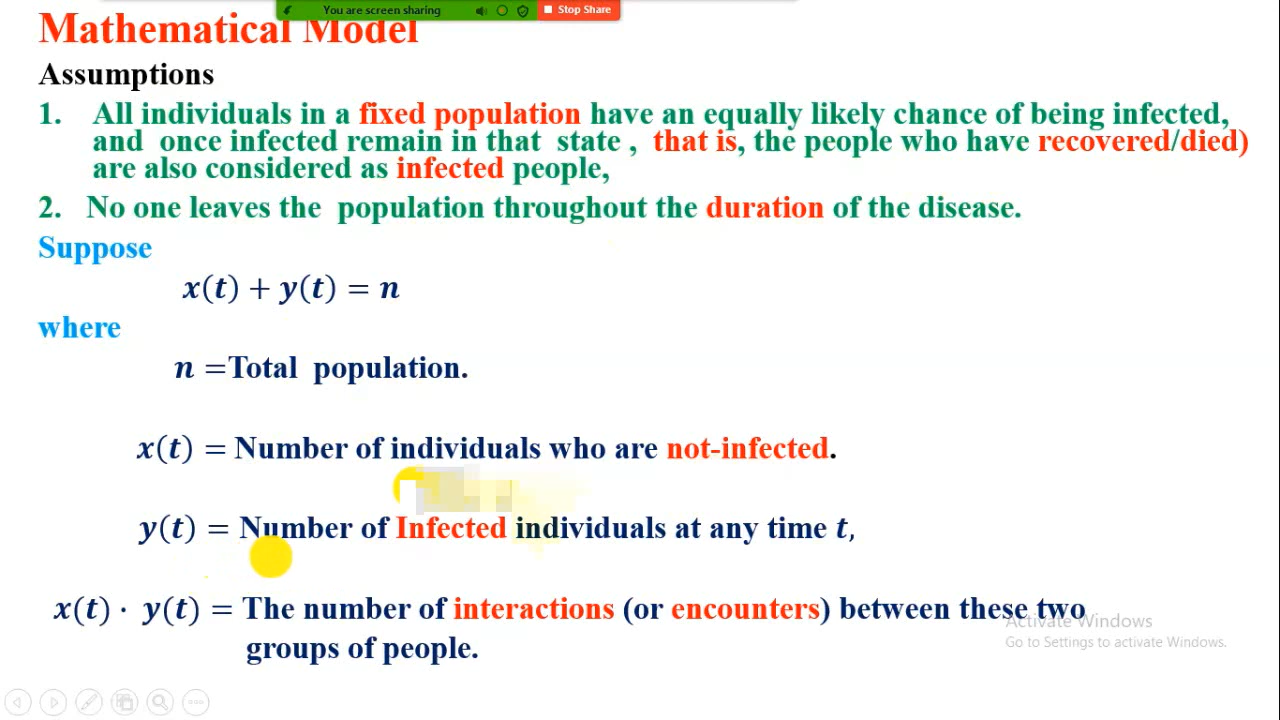 You are screen sharing Stop Share
Mathematical Model
Assumptions
1. All individuals in a fixed population have an equally likely chance of being infected,
and once infected remain in that state , that is, the people who have recovered/died)
are also considered as infected people,
2. No one leaves the population throughout the duration of the disease.
Suppose
x(t) + y(t) = n
where
n =Total population.
x(t) = Number of individuals who are not-infected.
y(t) = Number of Infected individuals at any time t,
x(t) · y(t) = The number of interactions (or encounters) between these two
groups of people.
Activate Windows
Go to Settings to activate Windows.